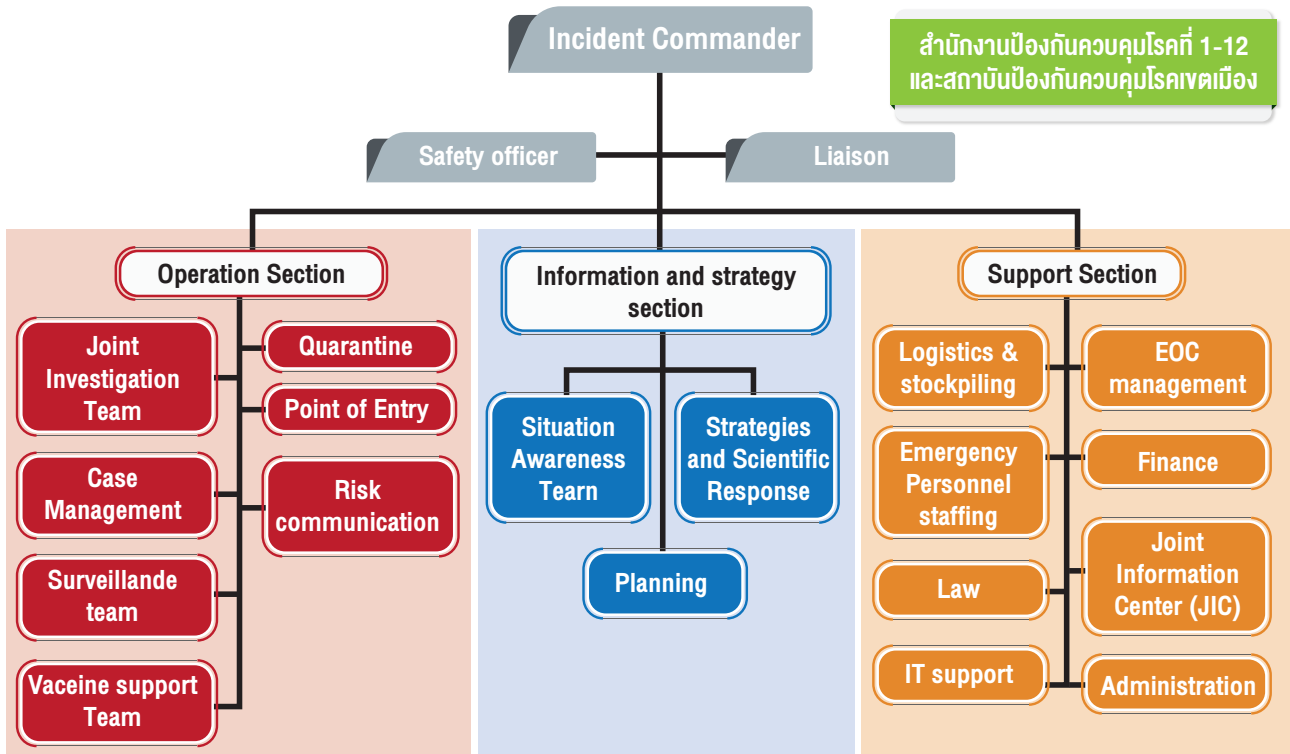 Incident Commander
สำนักงานป้องกันควบคุมโรคที่ 1-12
และสถาบันป้องกันควบคุมโรคเขตเมือง
Safety officer
Liaison
Operation Section
Joint
Investigation
Team
Case
Management
Surveillande
team
Vaceine support
Team
Quarantine
Point of Entry
Risk
communication
Information and strategy
section
Situation
Awareness
Tearn
Strategies
and Scientific
Response
Planning
Support Section
Logistics &
stockpiling
Emergency
Personnel
staffing
Law
IT support
EOC
management
Finance
Joint
Information
Center (JIC)
Administration